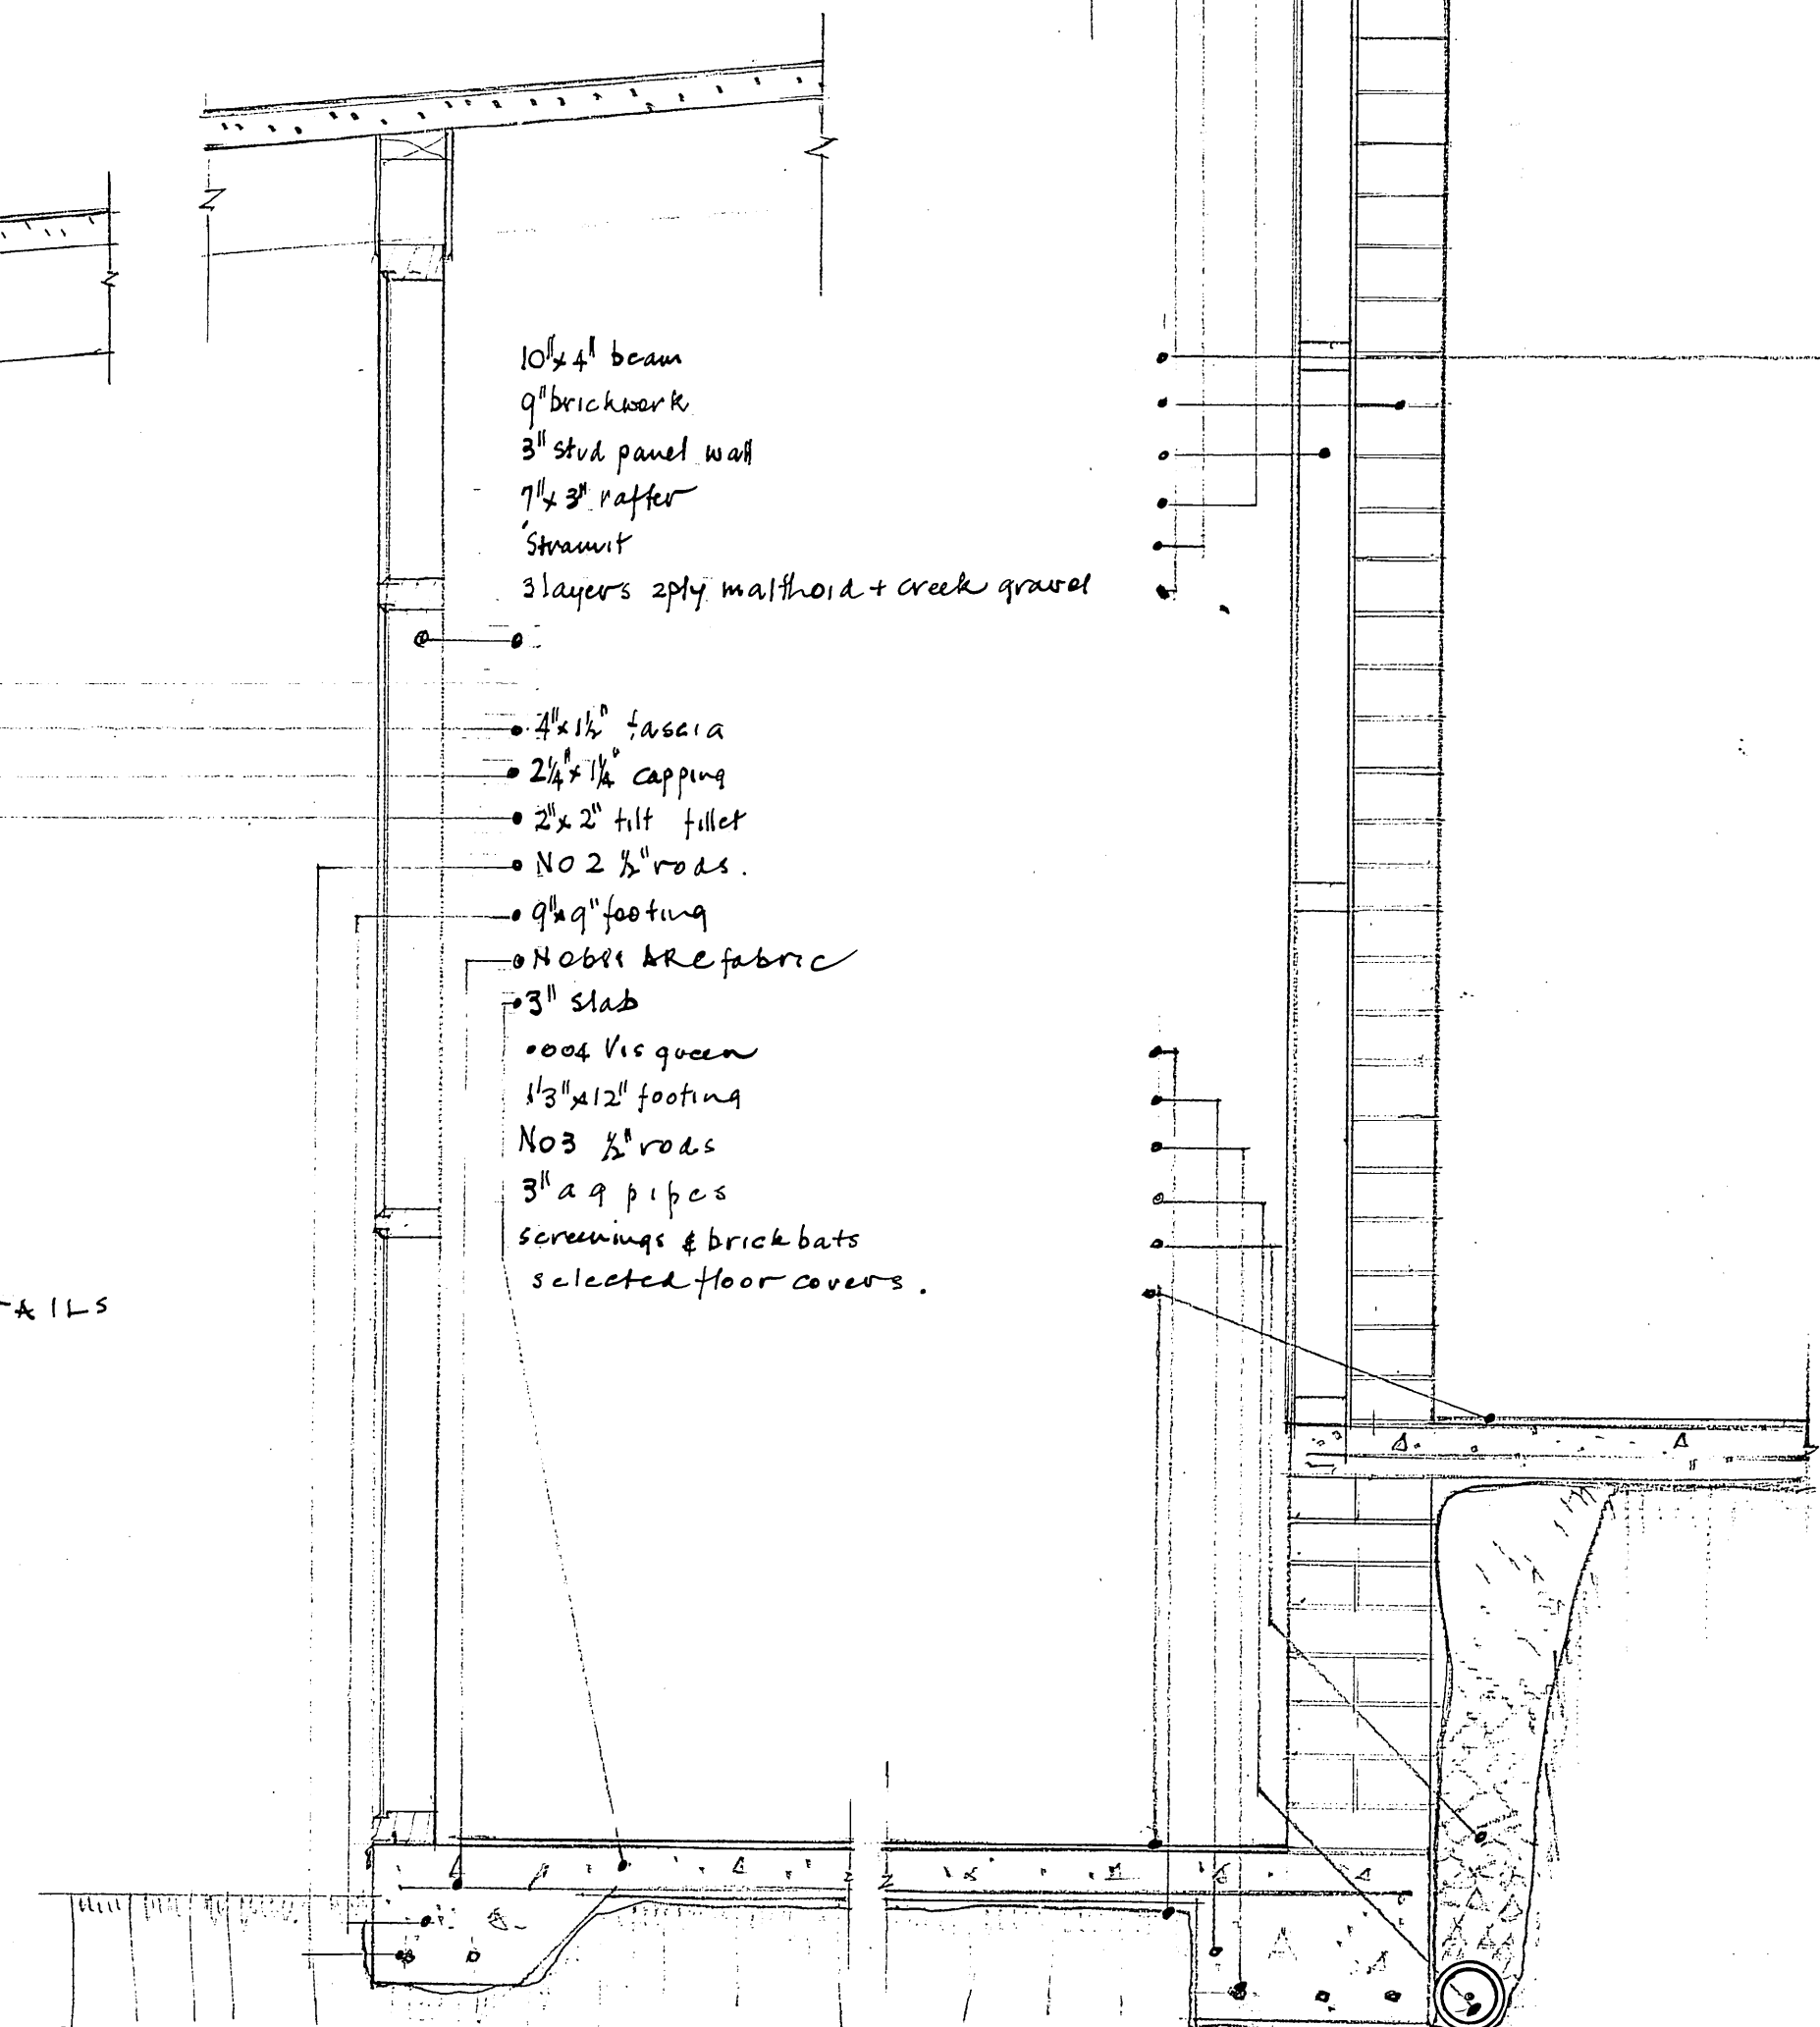 10"x4" beam
9" brickwork
3" stud panel wall
7"x3" rafter
Stramit
3 layers 2ply malthoid + creek gravel
4"x1½" fascia
2¼"x1¼" capping
2"x2" tilt fillet
NO 2 ½" rods.
9"x9" footing
ARC fabric
3" slab
.004 Visqueen
1'3"x12" footing
NO3 ½" rods
3" ag pipes
screenings & brickbats
selected floor covers.
AILS